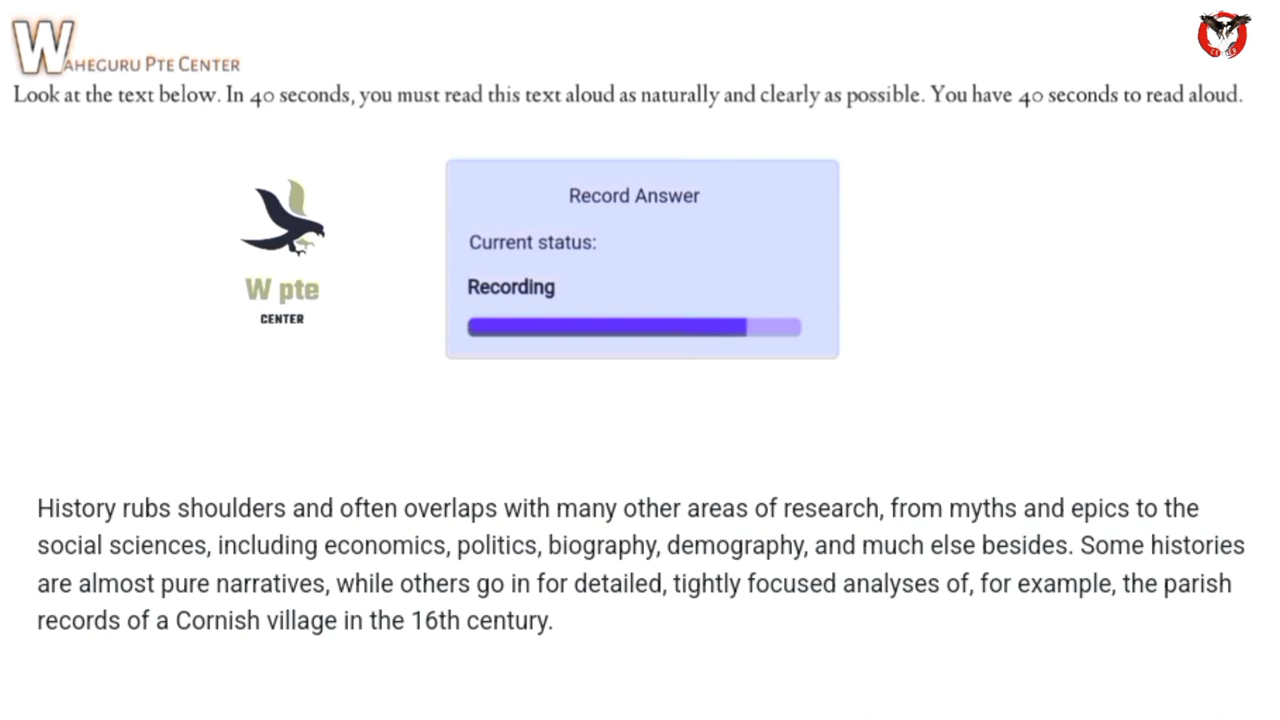 WAHEGURU PTE CENTER
Look at the text below. In 40 seconds, you must read this text aloud as naturally and clearly as possible. You have 40 seconds to read aloud.
Record Answer
Current status:
Recording
W pte
CENTER
History rubs shoulders and often overlaps with many other areas of research, from myths and epics to the
social sciences, including economics, politics, biography, demography, and much else besides. Some histories
are almost pure narratives, while others go in for detailed, tightly focused analyses of, for example, the parish
records of a Cornish village in the 16th century.